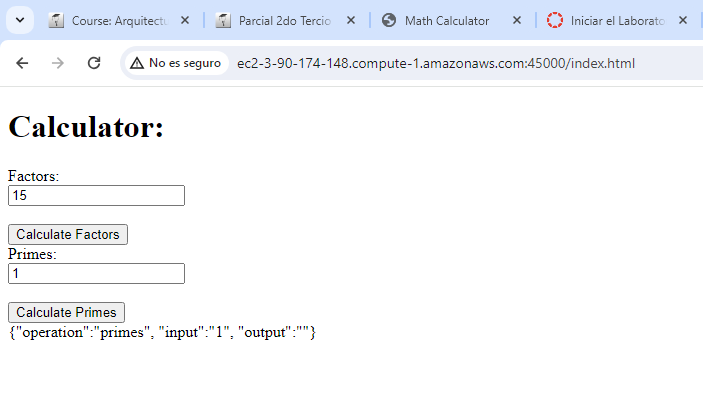 Course: Arquitectu
Parcial 2do Tercio
Math Calculator
Iniciar el Laborato
No es seguro
ec2-3-90-174-148.compute-1.amazonaws.com:45000/index.html
Calculator:
Factors:
15
Calculate Factors
Primes:
1
Calculate Primes
{"operation":"primes", "input":"1", "output":""}